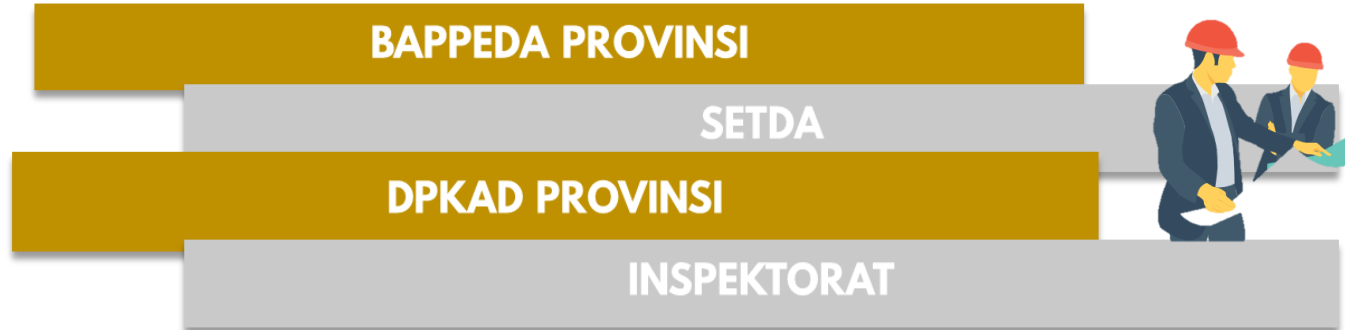 BAPPEDA PROVINSI
SETDA
DPKAD PROVINSI
INSPEKTORAT